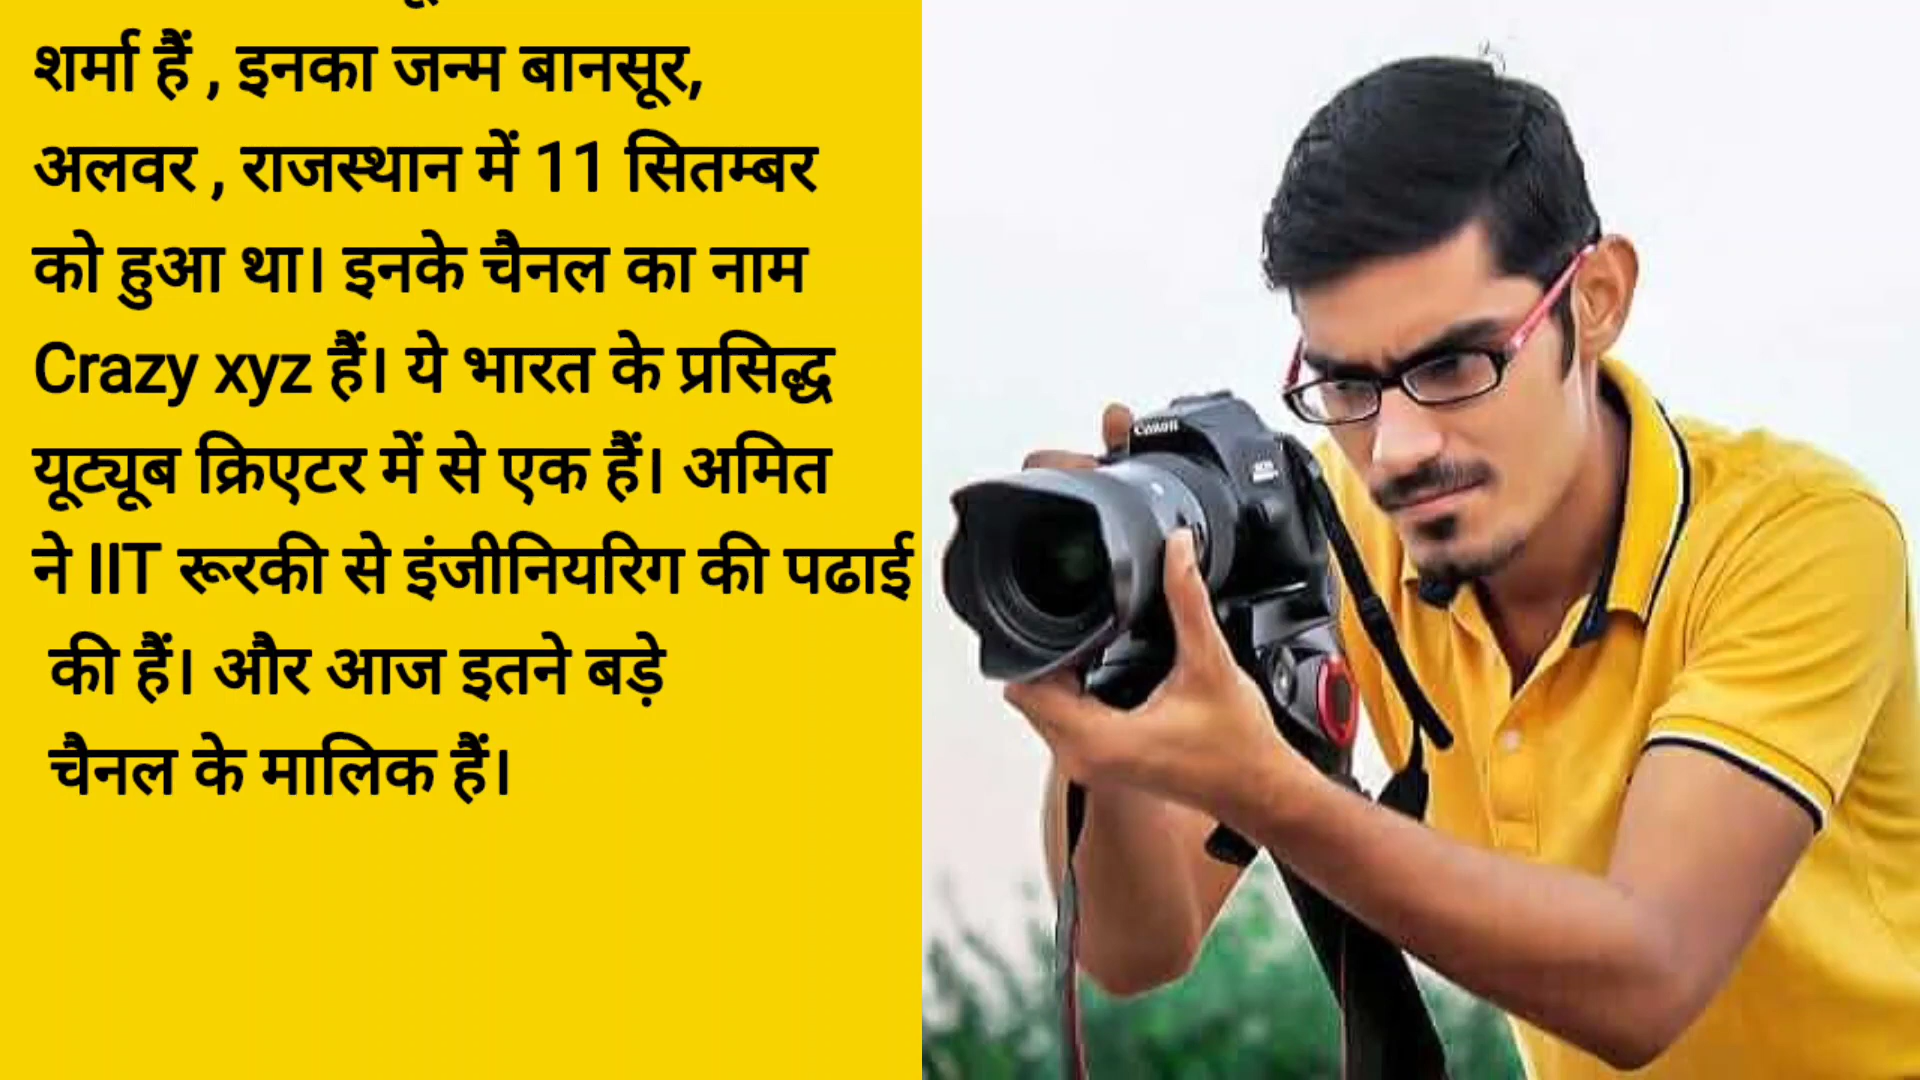 शर्मा हैं , इनका जन्म बानसूर,
अलवर , राजस्थान में 11 सितम्बर
को हुआ था। इनके चैनल का नाम
Crazy xyz हैं। ये भारत के प्रसिद्ध
यूट्यूब क्रिएटर में से एक हैं। अमित
ने IIT रूरकी से इंजीनियरिग की पढाई
की हैं। और आज इतने बड़े
चैनल के मालिक हैं।
Canon